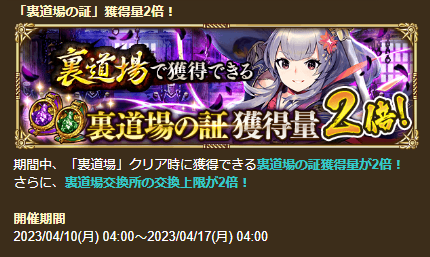 「裏道場の証」獲得量2倍！
裏道場で獲得できる
裏道場の証獲得量2倍!
期間中、「裏道場」クリア時に獲得できる裏道場の証獲得量が2倍！
さらに、裏道場交換所の交換上限が2倍！
開催期間
2023/04/10(月) 04:00～2023/04/17(月) 04:00